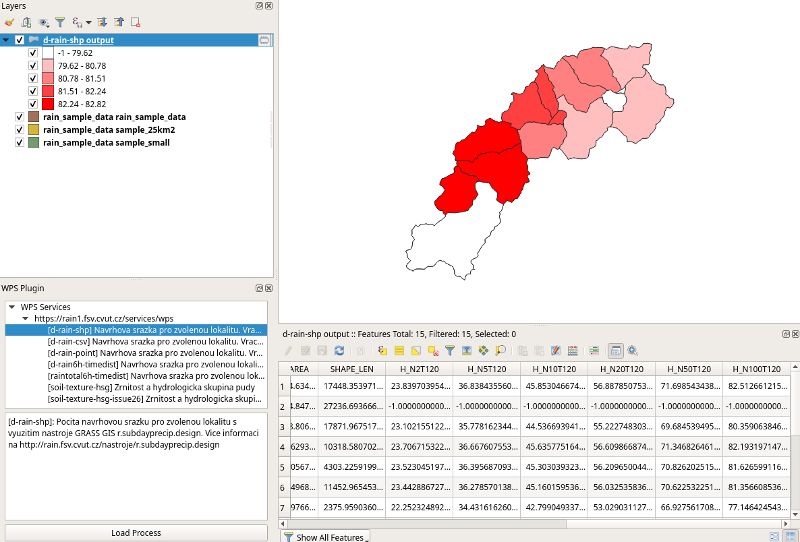 Layers
d-rain-shp output
-1 - 79.62
79.62 - 80.78
80.78 - 81.51
81.51 - 82.24
82.24 - 82.82
rain_sample_data rain_sample_data
rain_sample_data sample_25km2
rain_sample_data sample_small
WPS Plugin
WPS Services
https://rain1.fsv.cvut.cz/services/wps
[d-rain-shp] Navrhova srazka pro zvolenou lokalitu. Vra...
[d-rain-csv] Navrhova srazka pro zvolenou lokalitu. Vrac...
[d-rain-point] Navrhova srazka pro zvolenou lokalitu
[d-rain6h-timedist] Navrhova srazka pro zvolenou lok...
[raintotal6h-timedist] Navrhova srazka pro zvolenou lok...
[soil-texture-hsg] Zrnitost a hydrologicka skupina pudy
[soil-texture-hsg-issue26] Zrnitost a hydrologicka skupi...
[d-rain-shp]: Pocita navrhovou srazku pro zvolenou lokalitu s
vyuzitim nastroje GRASS GIS r.subdayprecip.design. Vice informaci
na http://rain.fsv.cvut.cz/nastroje/r.subdayprecip.design
Load Process
d-rain-shp output :: Features Total: 15, Filtered: 15, Selected: 0
AREA SHAPE_LEN H_N2T120 H_N5T120 H_N10T120 H_N20T120 H_N50T120 H_N100T120
1 4.634... 17448.353971... 23.839703954... 36.838435560... 45.853046674... 56.887850753... 71.698543438... 82.512661215...
2 4.847... 27236.693666... -1.0000000000... -1.0000000000... -1.0000000000... -1.0000000000... -1.0000000000... -1.0000000000...
3 8.806... 17871.967517... 23.102155122... 35.778162344... 44.536693941... 55.222748303... 69.684539495... 80.359063846...
4 6293... 10318.580702... 23.706715322... 36.667607553... 45.635775164... 56.609866874... 71.346826461... 82.193197147...
5 0567... 4303.2259199... 23.523045197... 36.395687093... 45.303039323... 56.209650044... 70.826202515... 81.626599116...
6 4968... 11452.965453... 23.442886727... 36.278570138... 45.160159536... 56.032535836... 70.622532251... 81.356608536...
7 9766... 2375.9590360... 22.252324892... 34.431616260... 42.799049337... 53.029031127... 66.927561708... 77.146424543...
Show All Features